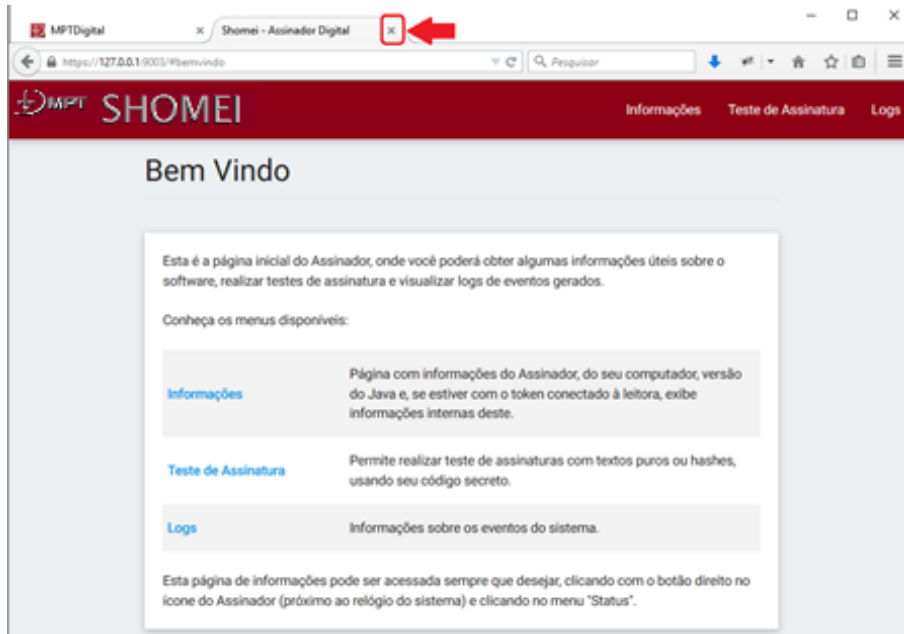 MPTDigital
Shomei - Assinador Digital
https://127.0.0.1:9003/#bemvindo
Pesquisar
MPT SHOMEI
Informações Teste de Assinatura Logs
Bem Vindo
Esta é a página inicial do Assinador, onde você poderá obter algumas informações úteis sobre o
software, realizar testes de assinatura e visualizar logs de eventos gerados.
Conheça os menus disponíveis:
Informações
Página com informações do Assinador, do seu computador, versão
do Java e, se estiver com o token conectado à leitora, exibe
informações internas deste.
Teste de Assinatura
Permite realizar teste de assinaturas com textos puros ou hashes,
usando seu código secreto.
Logs
Informações sobre os eventos do sistema.
Esta página de informações pode ser acessada sempre que desejar, clicando com o botão direito no
ícone do Assinador (próximo ao relógio do sistema) e clicando no menu "Status".